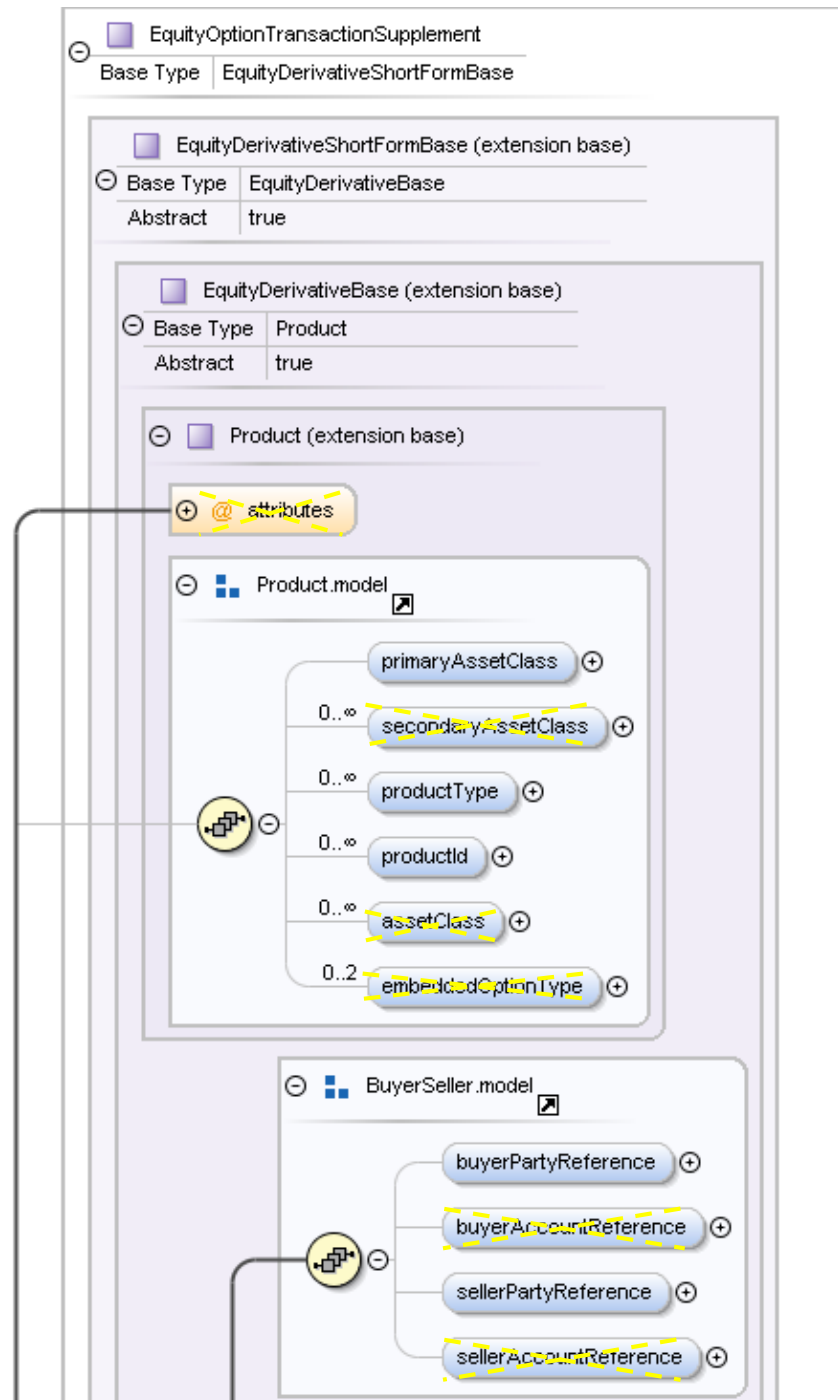 EquityOptionTransactionSupplement
Base Type EquityDerivativeShortFormBase
EquityDerivativeShortFormBase (extension base)
Base Type EquityDerivativeBase
Abstract true
EquityDerivativeBase (extension base)
Base Type Product
Abstract true
Product (extension base)
@ attributes
Product.model
primaryAssetClass
0..∞ secondaryAssetClass
0..∞ productType
0..∞ productId
0..∞ assetClass
0..2 embeddedOptionType
BuyerSeller.model
buyerPartyReference
buyerAccountReference
sellerPartyReference
sellerAccountReference